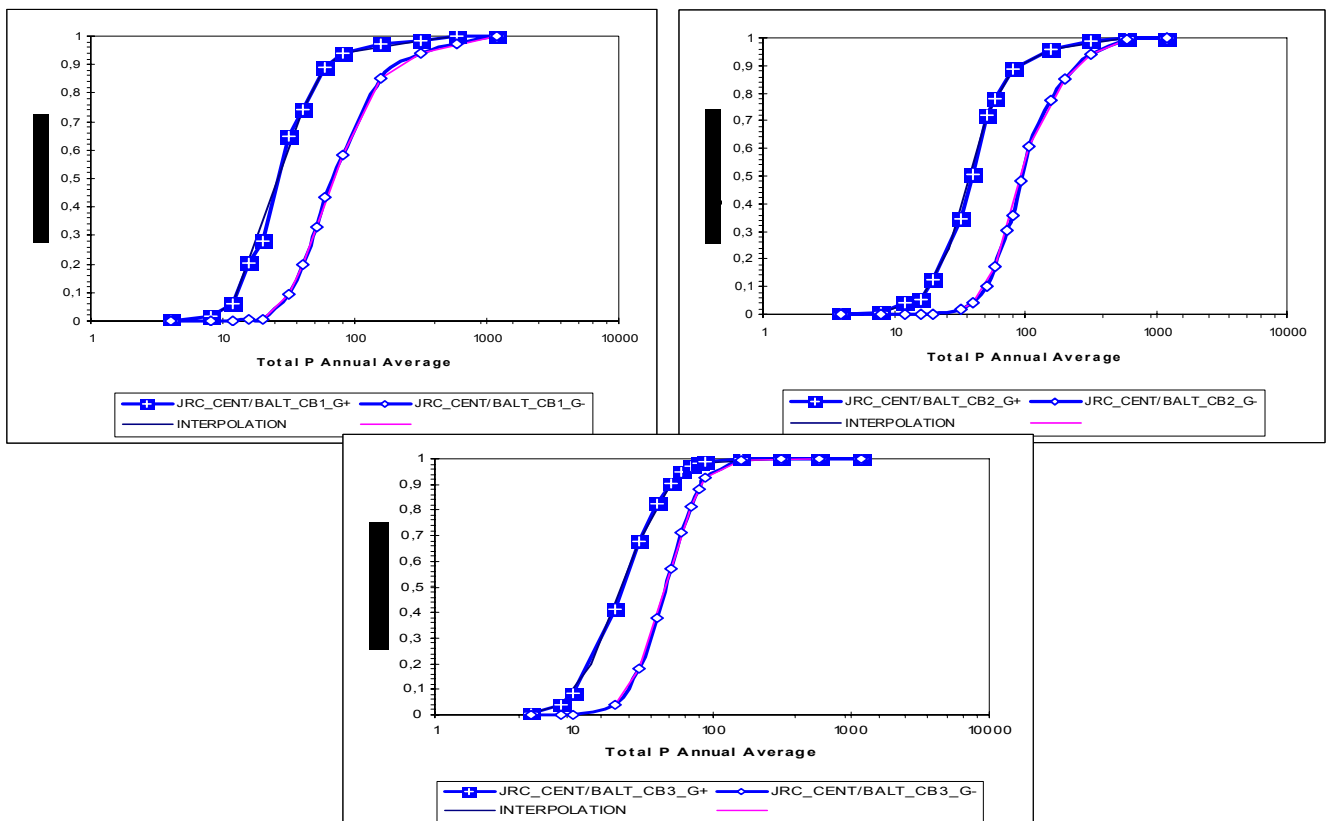 1
0,9
0,8
0,7
0,6
0,5
0,4
0,3
0,2
0,1
0
1 10 100 1000 10000
Total P Annual Average
JRC_CENT/BALT_CB1_G+ JRC_CENT/BALT_CB1_G-
INTERPOLATION
1
0,9
0,8
0,7
0,6
0,5
0,4
0,3
0,2
0,1
0
1 10 100 1000 10000
Total P Annual Average
JRC_CENT/BALT_CB2_G+ JRC_CENT/BALT_CB2_G-
INTERPOLATION
1
0,9
0,8
0,7
0,6
0,5
0,4
0,3
0,2
0,1
0
1 10 100 1000 10000
Total P Annual Average
JRC_CENT/BALT_CB3_G+ JRC_CENT/BALT_CB3_G-
INTERPOLATION